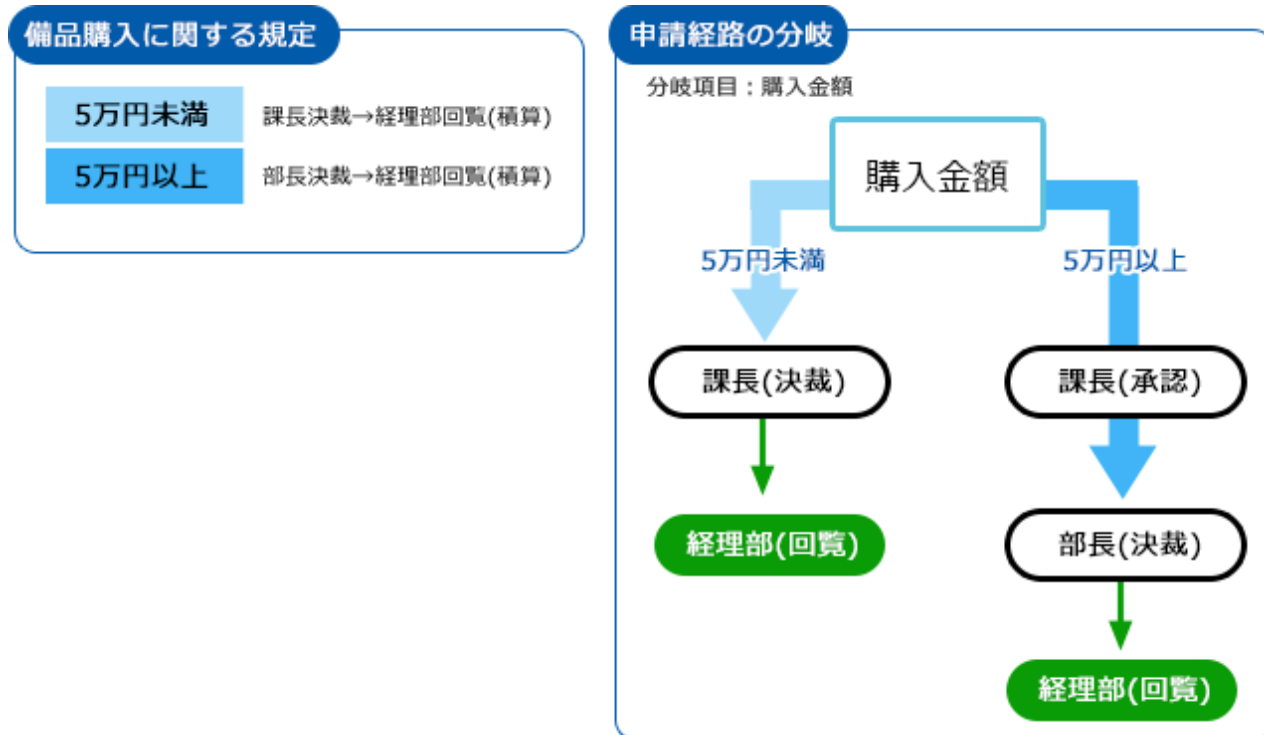 備品購入に関する規定
5万円未満 課長決裁→経理部回覧(積算)
5万円以上 部長決裁→経理部回覧(積算)
申請経路の分岐
分岐項目：購入金額
購入金額
5万円未満
5万円以上
課長(決裁)
課長(承認)
経理部(回覧)
部長(決裁)
経理部(回覧)